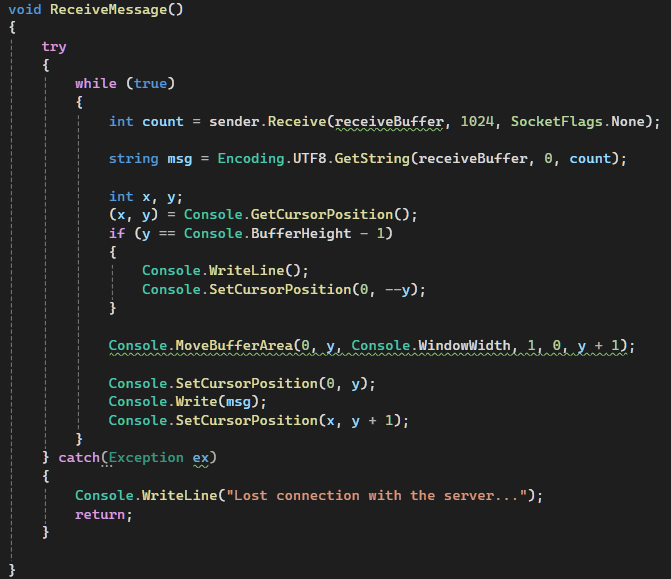 void ReceiveMessage()
{
    try
    {
        while (true)
        {
            int count = sender.Receive(receiveBuffer, 1024, SocketFlags.None);

            string msg = Encoding.UTF8.GetString(receiveBuffer, 0, count);

            int x, y;
            (x, y) = Console.GetCursorPosition();
            if (y == Console.BufferHeight - 1)
            {
                Console.WriteLine();
                Console.SetCursorPosition(0, --y);
            }

            Console.MoveBufferArea(0, y, Console.WindowWidth, 1, 0, y + 1);

            Console.SetCursorPosition(0, y);
            Console.Write(msg);
            Console.SetCursorPosition(x, y + 1);
        }
    } catch(Exception ex)
    {
        Console.WriteLine("Lost connection with the server...");
        return;
    }

}